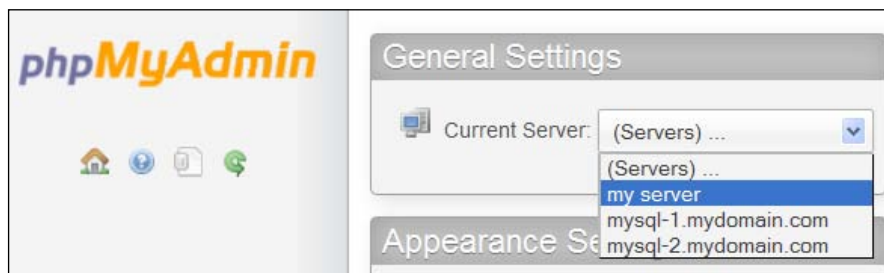 phpMyAdmin
General Settings
Current Server: (Servers) ...
(Servers) ...
my server
mysql-1.mydomain.com
mysql-2.mydomain.com
Appearance Se